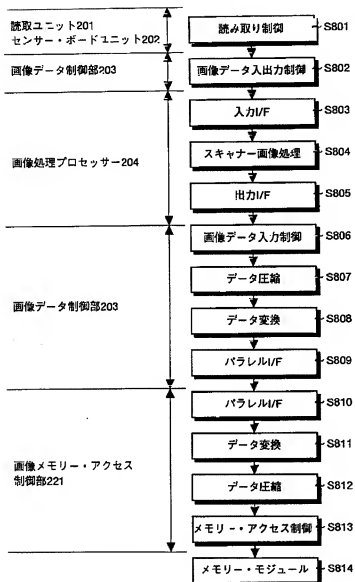 読取ユニット201
センサー・ボードユニット202
読み取り制御
S801
画像データ制御部203
画像データ入出力制御
S802
入力I/F
S803
スキャナー画像処理
S804
画像処理プロセッサー204
出力I/F
S805
画像データ入力制御
S806
データ圧縮
S807
画像データ制御部203
データ変換
S808
パラレルI/F
S809
パラレルI/F
S810
データ変換
S811
画像メモリー・アクセス
制御部221
データ圧縮
S812
メモリー・アクセス制御
S813
メモリー・モジュール
S814